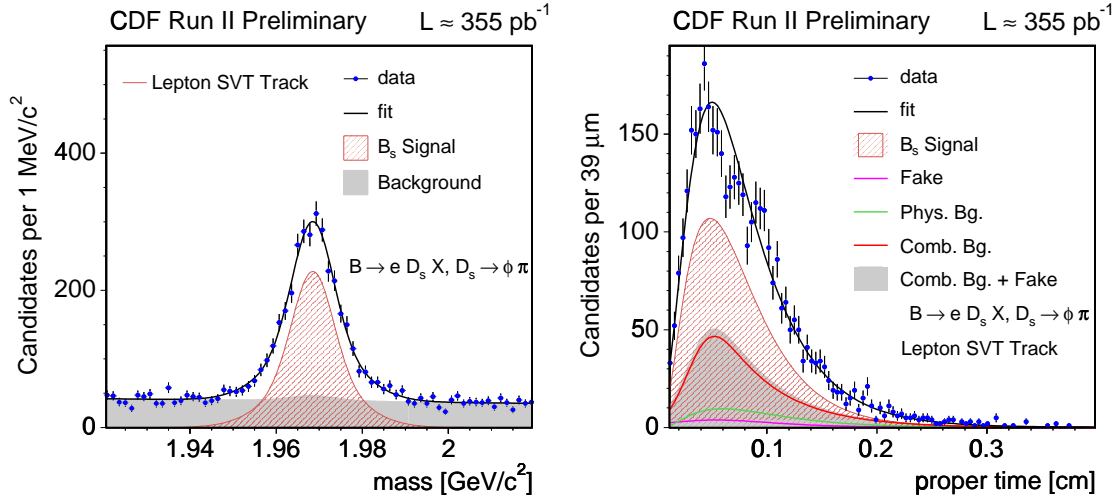 CDF Run II Preliminary L ≈ 355 pb⁻¹
Candidates per 1 MeV/c²
400
200
0
Lepton SVT Track
data
fit
Bₛ Signal
Background
B → e Dₛ X, Dₛ → ϕ π
1.94 1.96 1.98 2
mass [GeV/c²]
CDF Run II Preliminary L ≈ 355 pb⁻¹
Candidates per 39 μm
150
100
50
0
data
fit
Bₛ Signal
Fake
Phys. Bg.
Comb. Bg.
Comb. Bg. + Fake
B → e Dₛ X, Dₛ → ϕ π
Lepton SVT Track
0.1 0.2 0.3
proper time [cm]